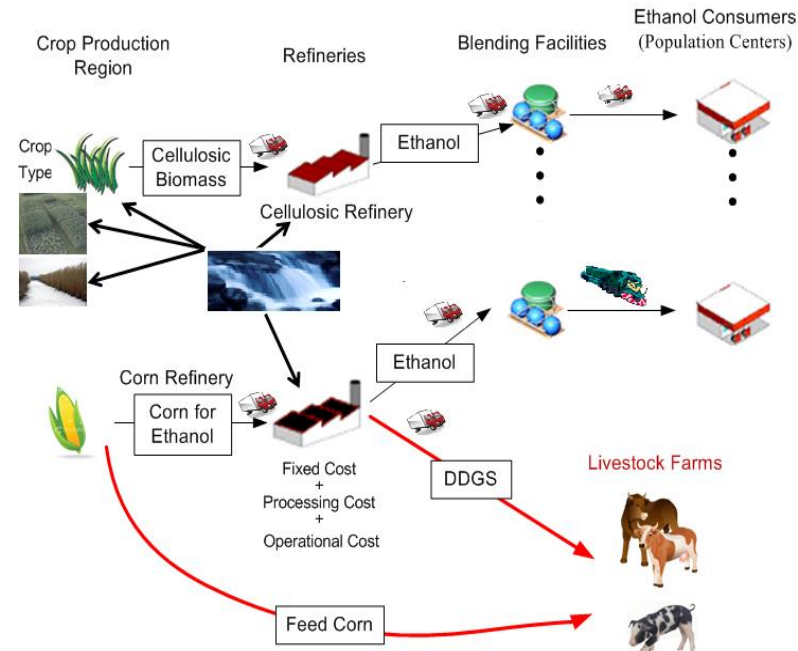 Crop Production
Region
Refineries
Blending Facilities
Ethanol Consumers
(Population Centers)
Crop
Type
Cellulosic
Biomass
Ethanol
Cellulosic Refinery
Ethanol
Corn Refinery
Corn for
Ethanol
Fixed Cost
+
Processing Cost
+
Operational Cost
DDGS
Livestock Farms
Feed Corn